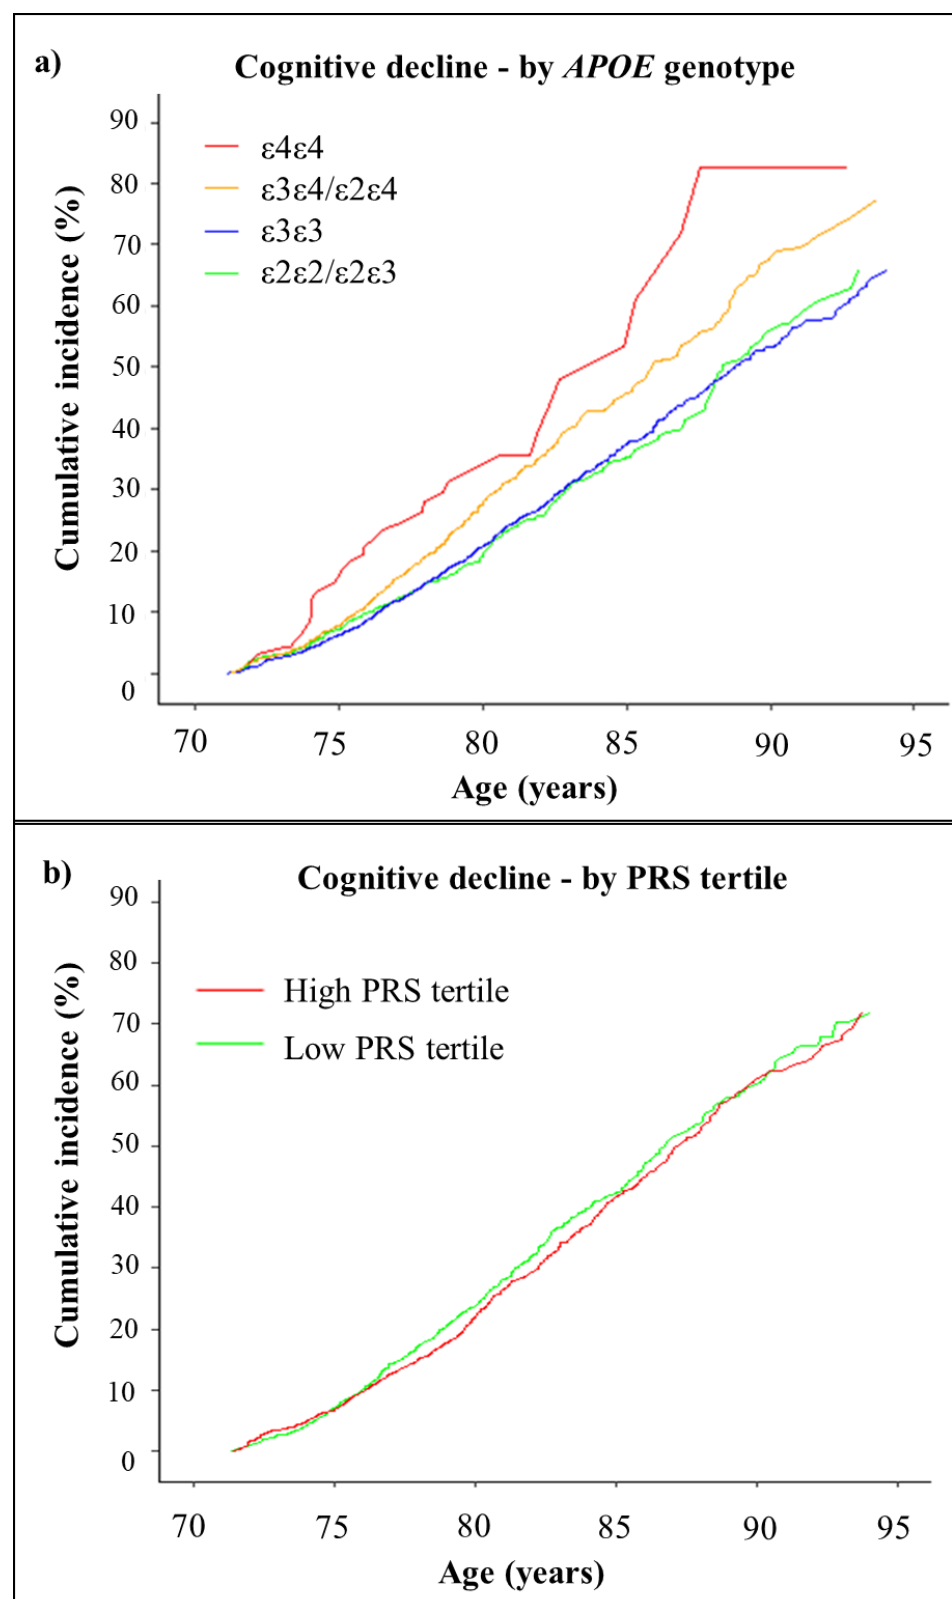 a)
Cognitive decline - by APOE genotype
90
80
70
60
50
40
30
20
10
0
Cumulative incidence (%)
ε4ε4
ε3ε4/ε2ε4
ε3ε3
ε2ε2/ε2ε3
70 75 80 85 90 95
Age (years)
b)
Cognitive decline - by PRS tertile
90
80
70
60
50
40
30
20
10
0
Cumulative incidence (%)
High PRS tertile
Low PRS tertile
70 75 80 85 90 95
Age (years)